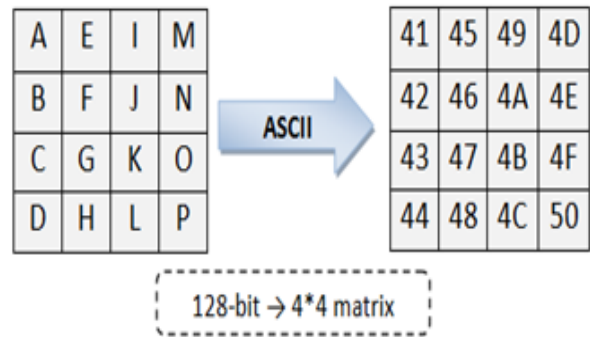 A E I M
B F J N
C G K O
D H L P
ASCII
41 45 49 4D
42 46 4A 4E
43 47 4B 4F
44 48 4C 50
128-bit → 4*4 matrix